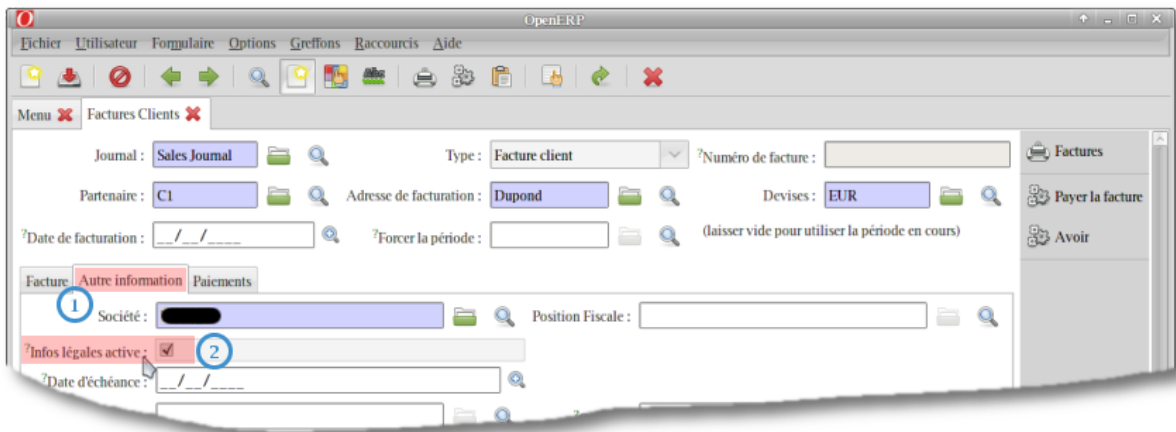 OpenERP
Fichier Utilisateur Formulaire Options Greffons Raccourcis Aide
Abc
Menu Factures Clients
Journal : Sales Journal Type : Facture client ?Numéro de facture : Factures
Partenaire : C1 Adresse de facturation : Dupond Devises : EUR Payer la facture
?Date de facturation : __/__/____ ?Forcer la période : (laisser vide pour utiliser la période en cours) Avoir
Facture Autre information Paiements
1 Société : Position Fiscale :
?Infos légales active : 2
?Date d'échéance : __/__/____